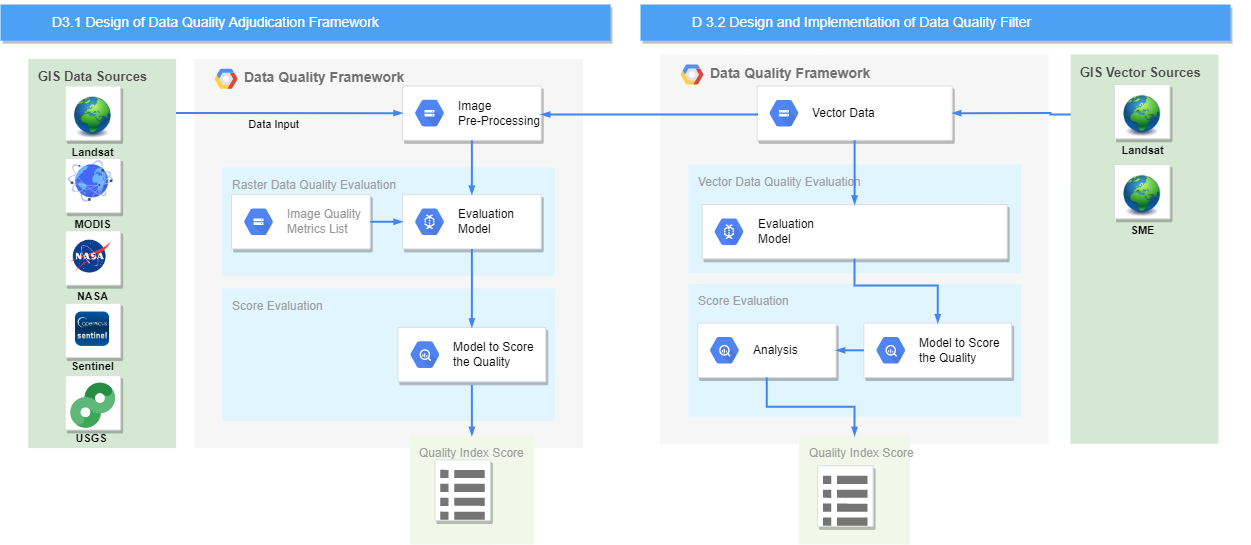 D3.1 Design of Data Quality Adjudication Framework
D 3.2 Design and Implementation of Data Quality Filter
GIS Data Sources
Landsat
MODIS
NASA
NASA
Copernicus
sentinel
Sentinel
USGS
Data Input
Data Quality Framework
Image
Pre-Processing
Raster Data Quality Evaluation
Image Quality
Metrics List
Evaluation
Model
Score Evaluation
Model to Score
the Quality
Quality Index Score
Data Quality Framework
Vector Data
Vector Data Quality Evaluation
Evaluation
Model
Score Evaluation
Analysis
Model to Score
the Quality
Quality Index Score
GIS Vector Sources
Landsat
SME